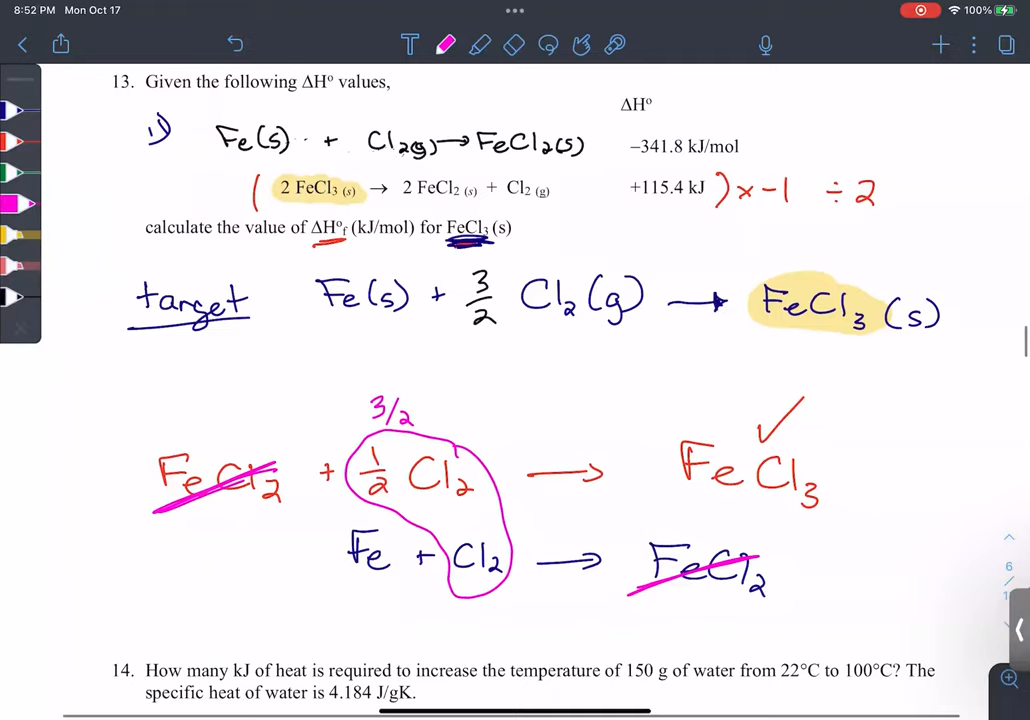 8:52 PM Mon Oct 17
100%
T
13. Given the following ΔH° values,
ΔH°
1) Fe(s) + Cl₂(g) → FeCl₂(s) −341.8 kJ/mol
( 2 FeCl₃ (s) → 2 FeCl₂ (s) + Cl₂ (g) +115.4 kJ ) x -1 ÷ 2
calculate the value of ΔH°f (kJ/mol) for FeCl₃ (s)
target Fe(s) + 3/2 Cl₂(g) → FeCl₃ (s)
3/2
FeCl₂ + 1/2 Cl₂ → FeCl₃ ✓
Fe + Cl₂ → FeCl₂
6
/
14. How many kJ of heat is required to increase the temperature of 150 g of water from 22°C to 100°C? The
specific heat of water is 4.184 J/gK.